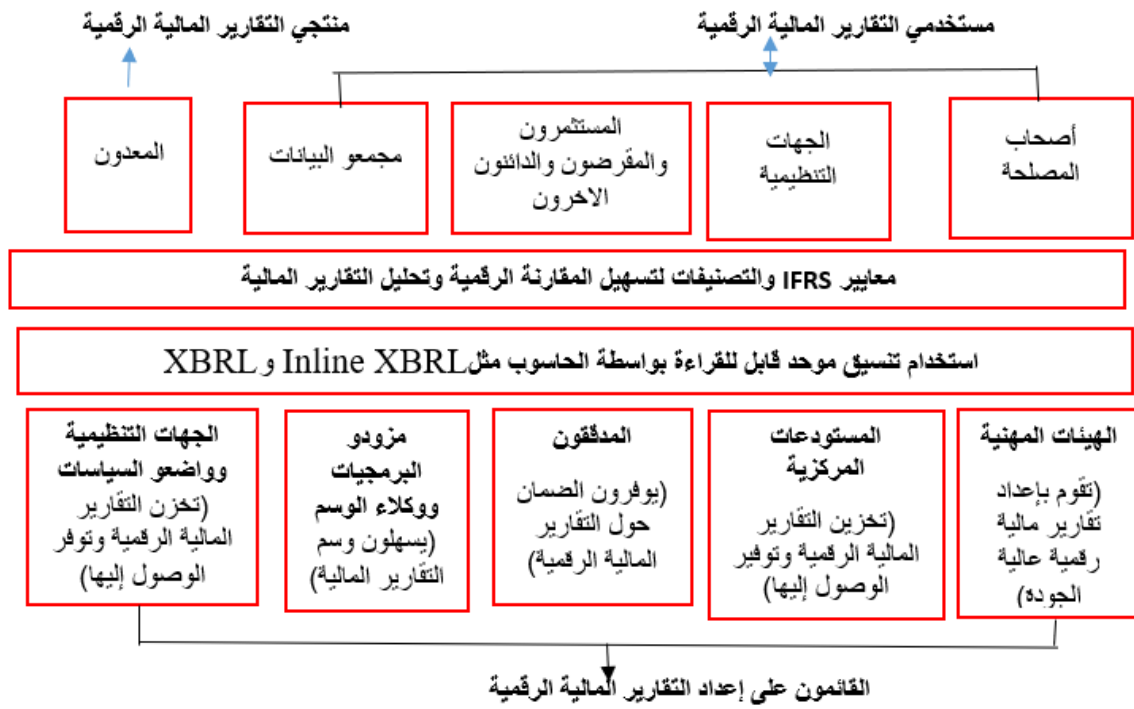 مستخدمي التقارير المالية الرقمية
منتجي التقارير المالية الرقمية
أصحاب
المصلحة
الجهات
التنظيمية
المستثمرون
والمقرضون والدائنون
الاخرون
مجمعو البيانات
المعدون
معايير IFRS والتصنيفات لتسهيل المقارنة الرقمية وتحليل التقارير المالية
استخدام تنسيق موحد قابل للقراءة بواسطة الحاسوب مثل Inline XBRL و XBRL
الهيئات المهنية
(تقوم بإعداد
تقارير مالية
رقمية عالية
الجودة)
المستودعات
المركزية
(تخزين التقارير
المالية الرقمية وتوفير
الوصول إليها)
المدققون
(يوفرون الضمان
حول التقارير
المالية الرقمية)
مزودو
البرمجيات
ووكلاء الوسم
(يسهلون وسم
التقارير المالية)
الجهات التنظيمية
وواضعو السياسات
(تخزن التقارير
المالية الرقمية وتوفر
الوصول إليها)
القائمون على إعداد التقارير المالية الرقمية